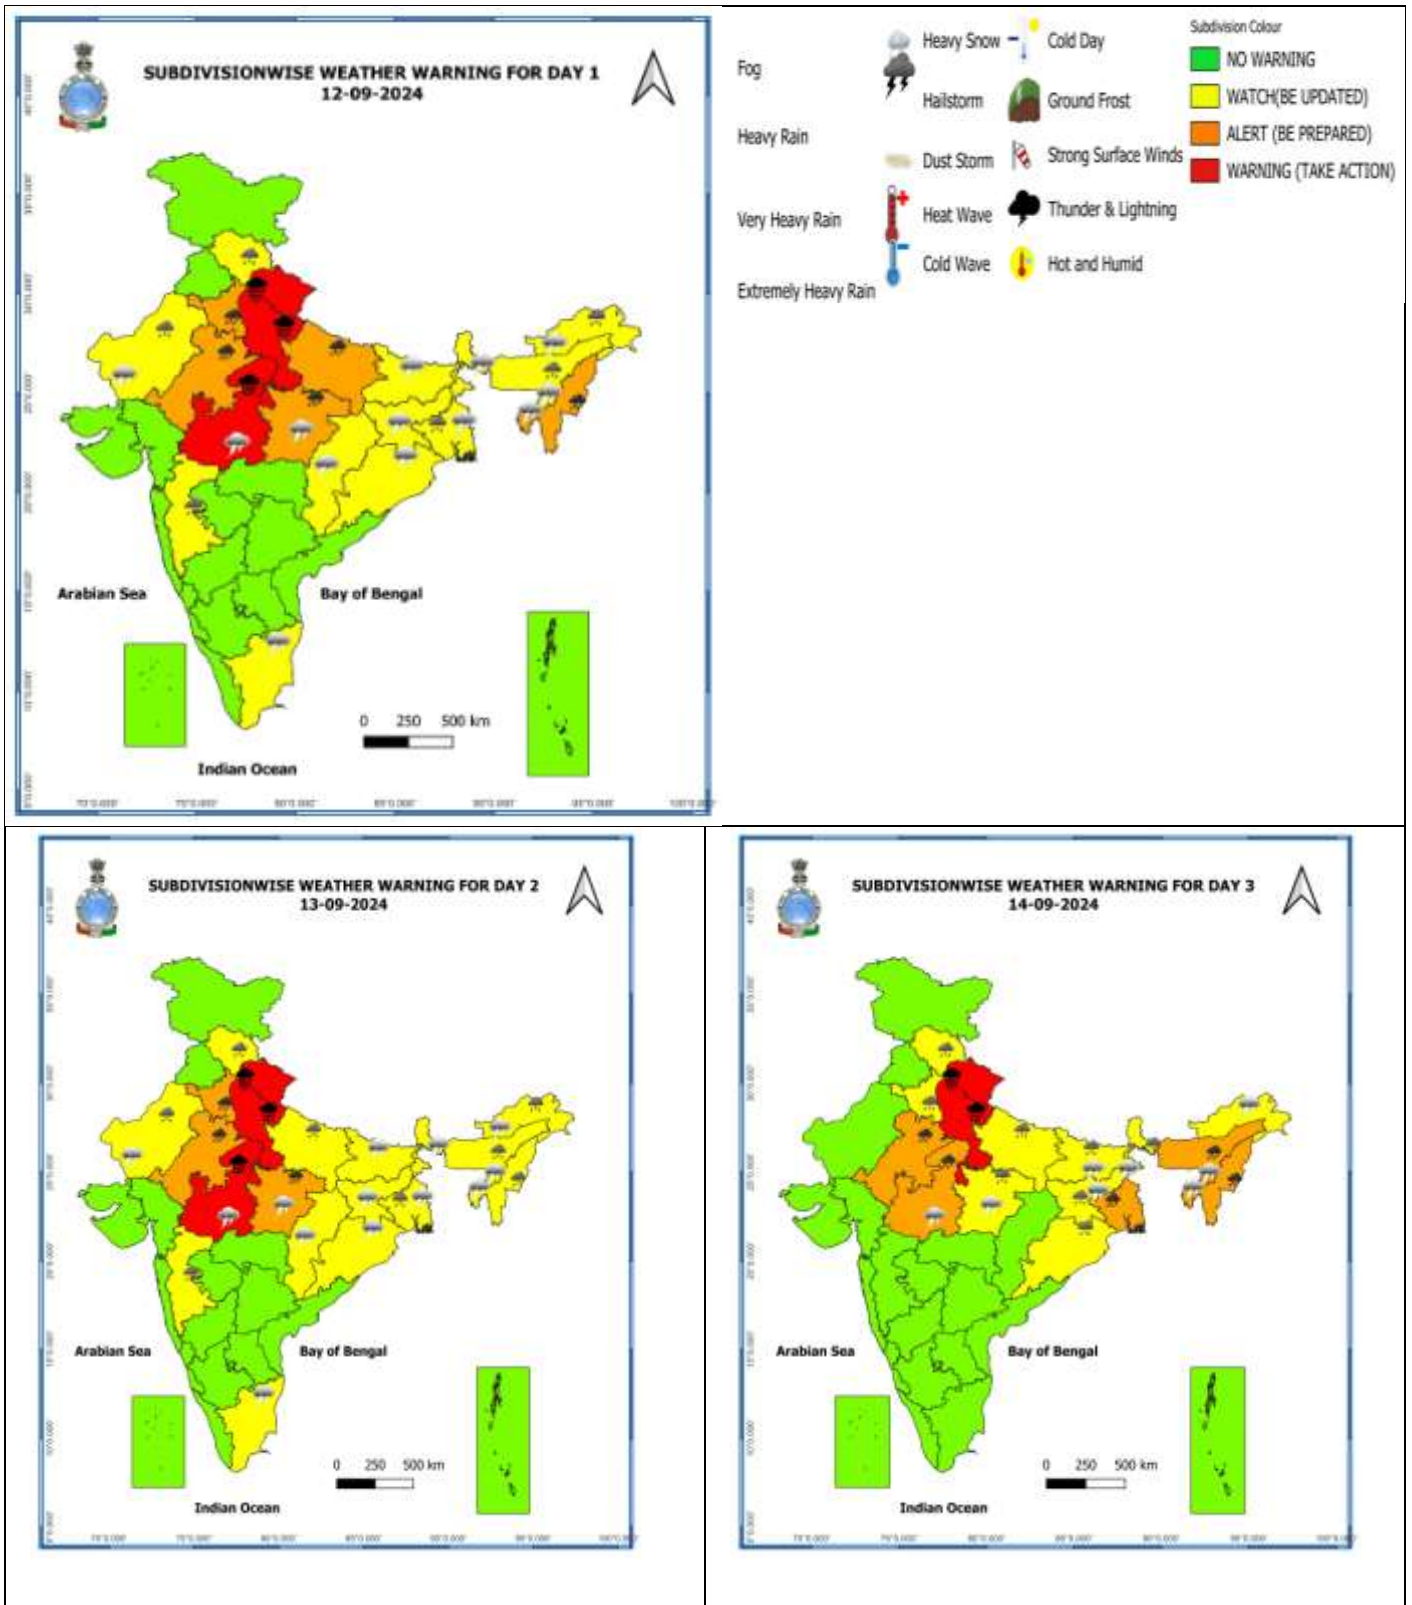 SUBDIVISIONWISE WEATHER WARNING FOR DAY 1
12-09-2024
Arabian Sea
Bay of Bengal
0 250 500 km
Indian Ocean
Fog
Heavy Rain
Very Heavy Rain
Extremely Heavy Rain
Heavy Snow
Hailstorm
Dust Storm
Heat Wave
Cold Wave
Cold Day
Ground Frost
Strong Surface Winds
Thunder & Lightning
Hot and Humid
Subdivision Colour
NO WARNING
WATCH(BE UPDATED)
ALERT (BE PREPARED)
WARNING (TAKE ACTION)
SUBDIVISIONWISE WEATHER WARNING FOR DAY 2
13-09-2024
Arabian Sea
Bay of Bengal
0 250 500 km
Indian Ocean
SUBDIVISIONWISE WEATHER WARNING FOR DAY 3
14-09-2024
Arabian Sea
Bay of Bengal
0 250 500 km
Indian Ocean